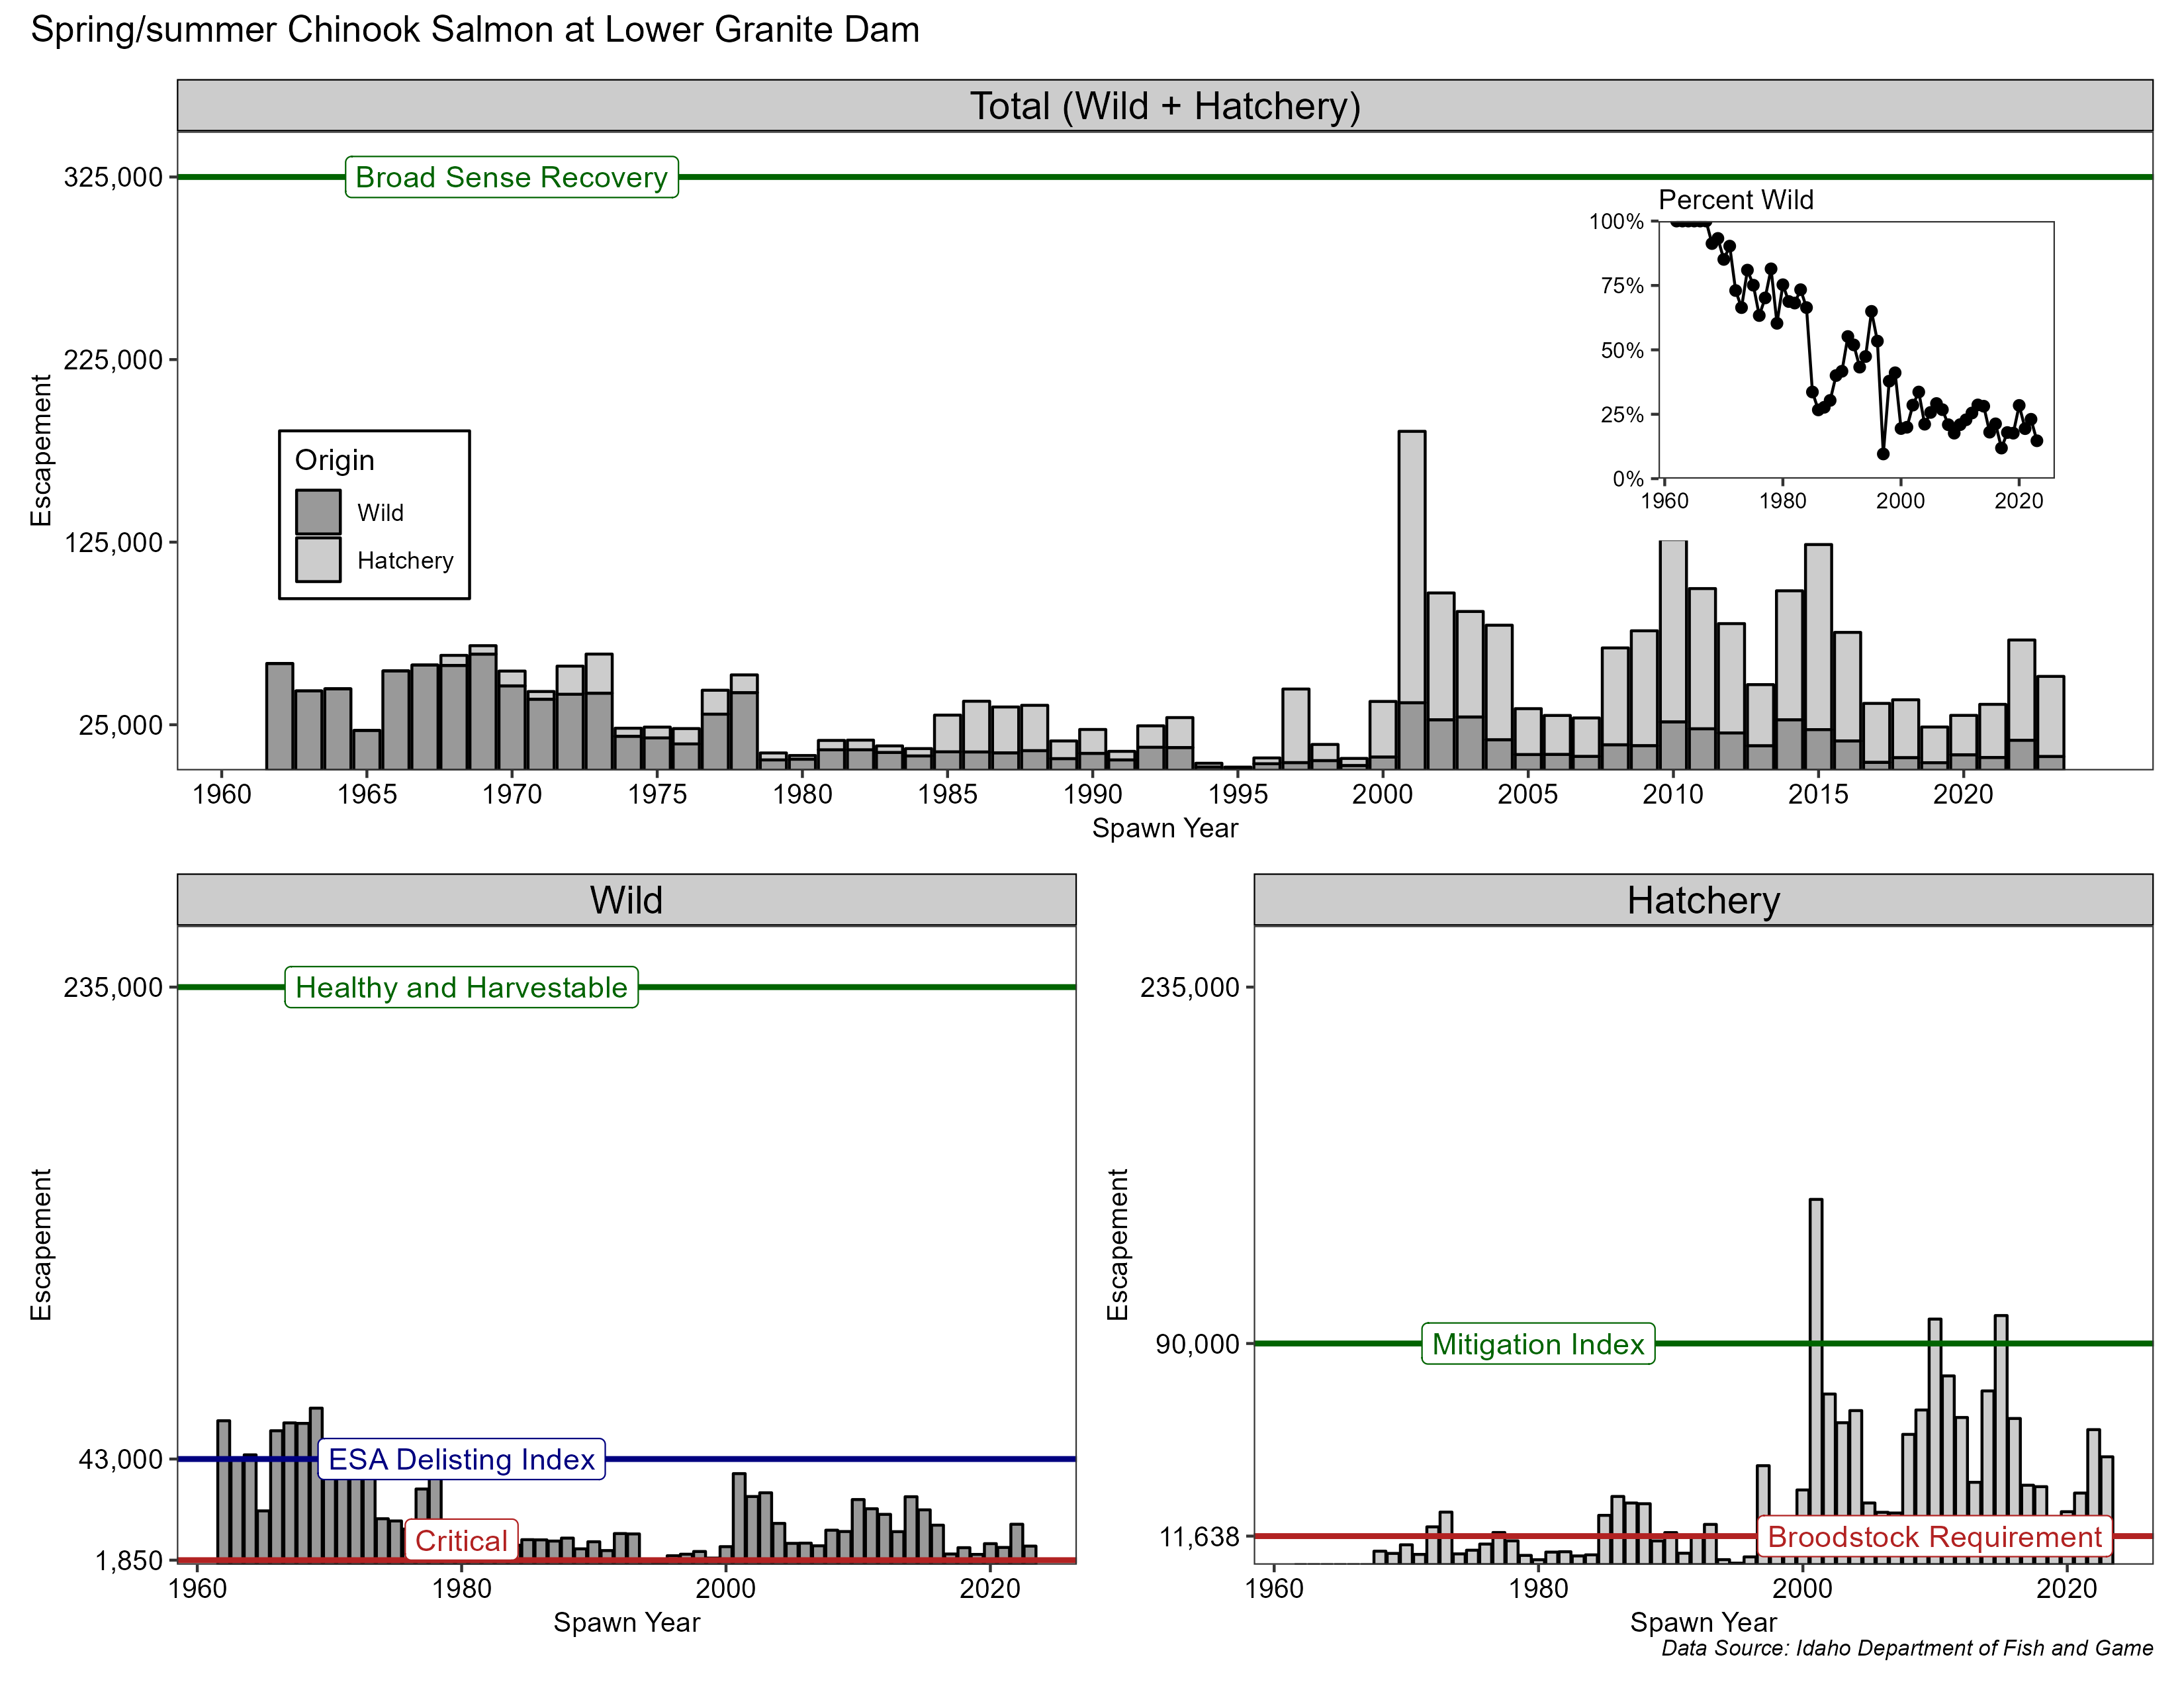 Spring/summer Chinook Salmon at Lower Granite Dam
Total (Wild + Hatchery)
325,000
225,000
125,000
25,000
Escapement
Broad Sense Recovery
Origin
Wild
Hatchery
Percent Wild
100%
75%
50%
25%
0%
1960 1980 2000 2020
1960 1965 1970 1975 1980 1985 1990 1995 2000 2005 2010 2015 2020
Spawn Year
Wild
235,000
43,000
1,850
Escapement
Healthy and Harvestable
ESA Delisting Index
Critical
1960 1980 2000 2020
Spawn Year
Hatchery
235,000
90,000
11,638
Escapement
Mitigation Index
Broodstock Requirement
1960 1980 2000 2020
Spawn Year
Data Source: Idaho Department of Fish and Game